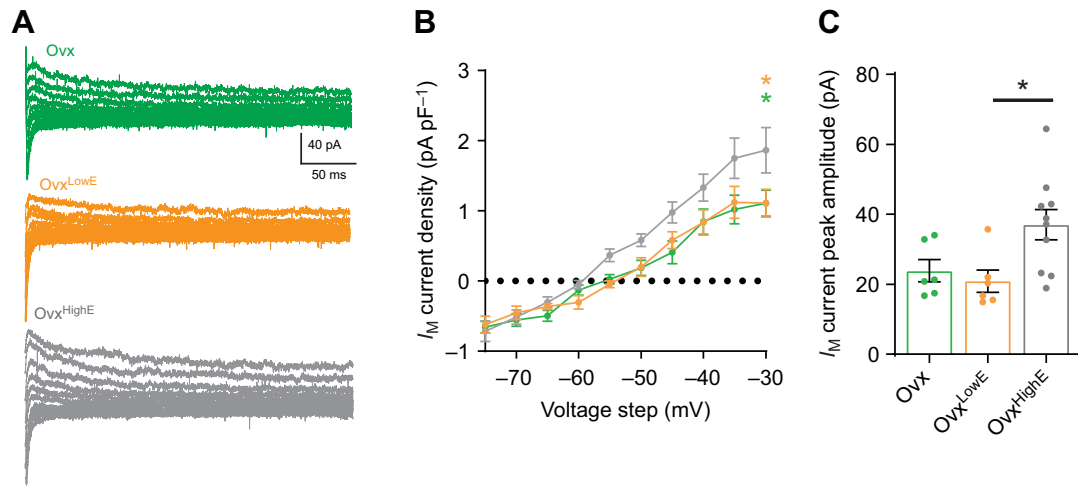 A
Ovx
40 pA
50 ms
Ovx^LowE
Ovx^HighE
B
I_M current density (pA pF⁻¹)
3
2
1
0
−1
* 
*
−70
−60
−50
−40
−30
Voltage step (mV)
C
I_M current peak amplitude (pA)
80
60
40
20
0
*
Ovx
Ovx^LowE
Ovx^HighE